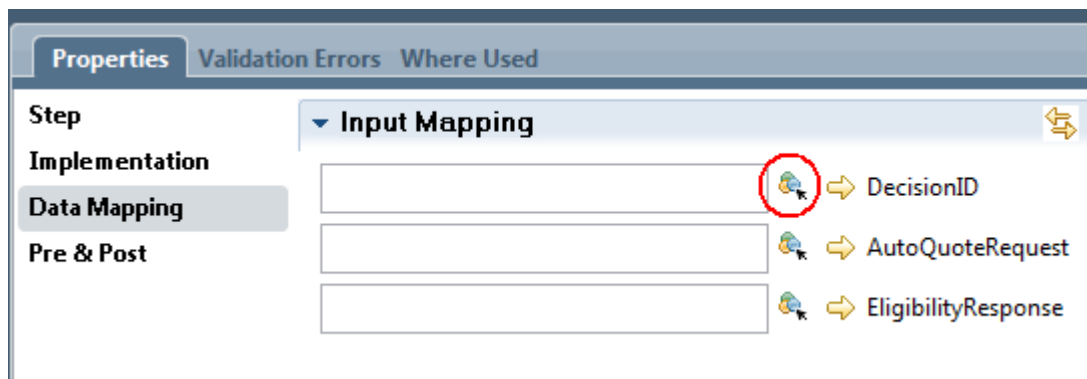 Properties Validation Errors Where Used
Step
Implementation
Data Mapping
Pre & Post
Input Mapping
DecisionID
AutoQuoteRequest
EligibilityResponse